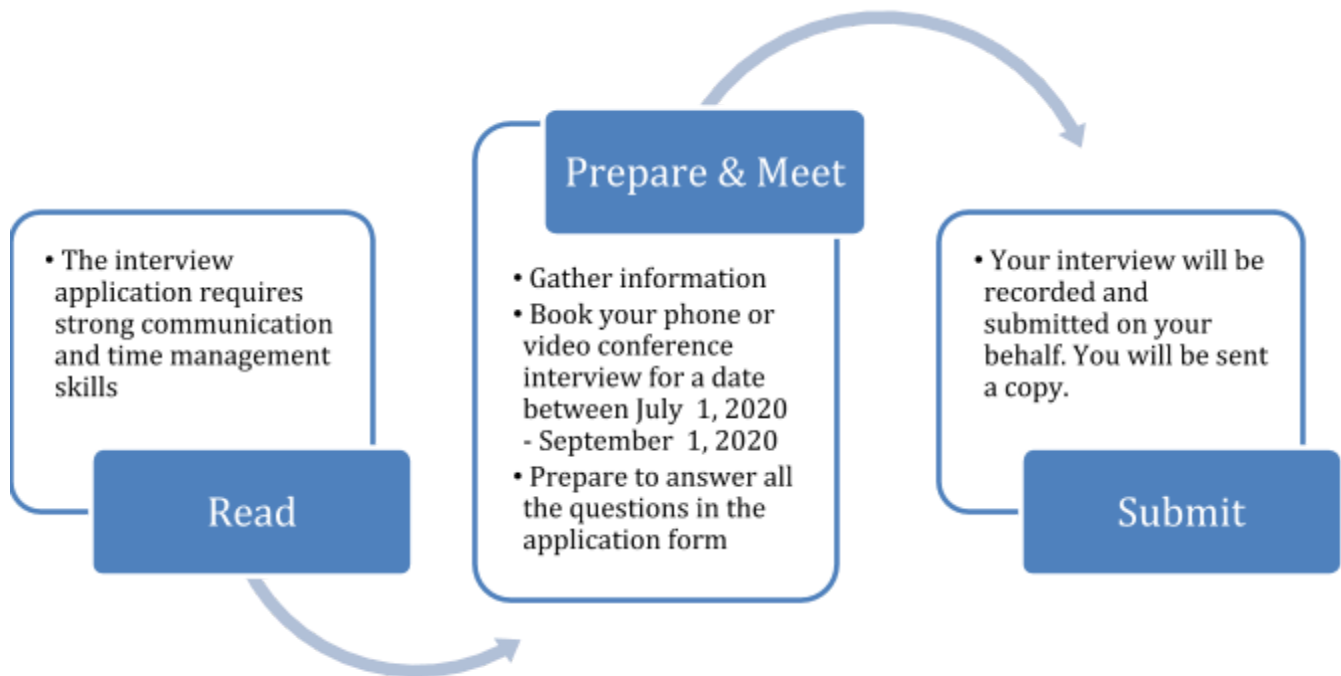 • The interview
application requires
strong communication
and time management
skills
Read
Prepare & Meet
• Gather information
• Book your phone or
video conference
interview for a date
between July 1, 2020
- September 1, 2020
• Prepare to answer all
the questions in the
application form
• Your interview will be
recorded and
submitted on your
behalf. You will be sent
a copy.
Submit